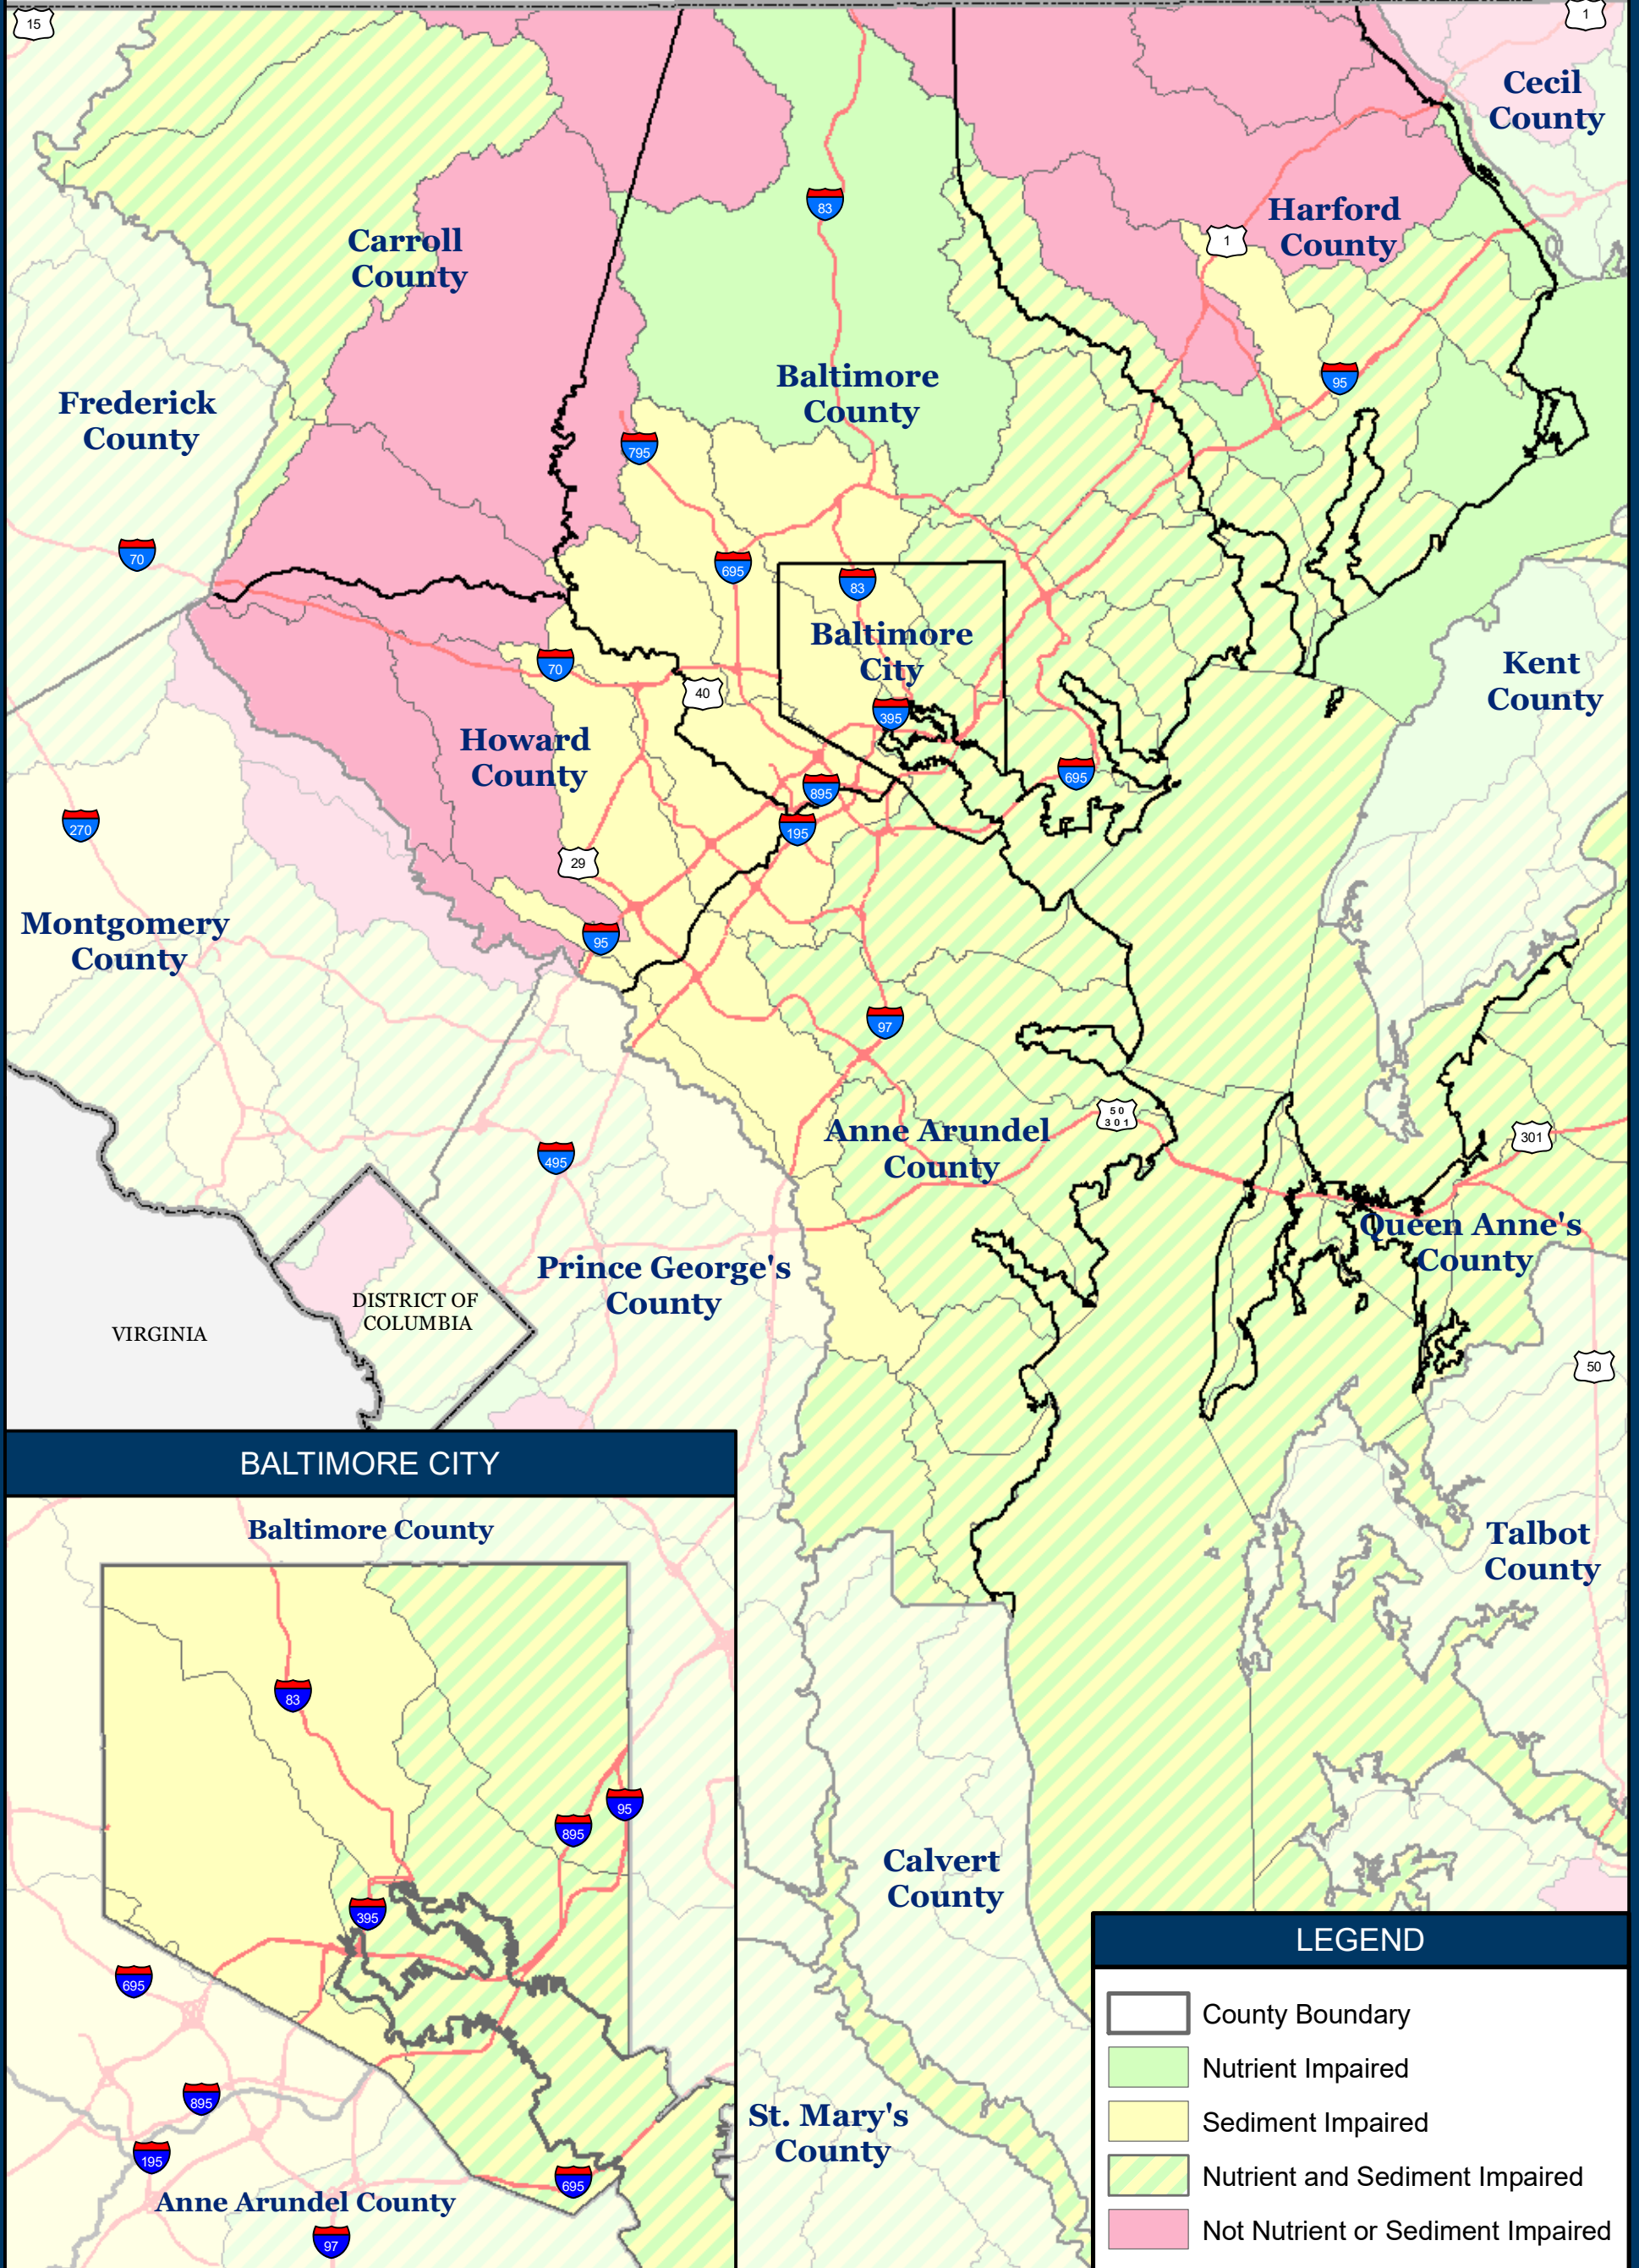 15
1
Cecil
County
83
Harford
County
1
Carroll
County
Baltimore
County
95
Frederick
County
795
70
695
83
Baltimore
City
Kent
County
70
40
395
Howard
County
695
895
270
195
29
Montgomery
County
95
97
50
301
Anne Arundel
County
301
495
Queen Anne's
County
Prince George's
County
DISTRICT OF
COLUMBIA
VIRGINIA
50
BALTIMORE CITY
Baltimore County
Talbot
County
83
95
895
Calvert
County
395
695
895
195
695
Anne Arundel County
97
St. Mary's
County
LEGEND
County Boundary
Nutrient Impaired
Sediment Impaired
Nutrient and Sediment Impaired
Not Nutrient or Sediment Impaired